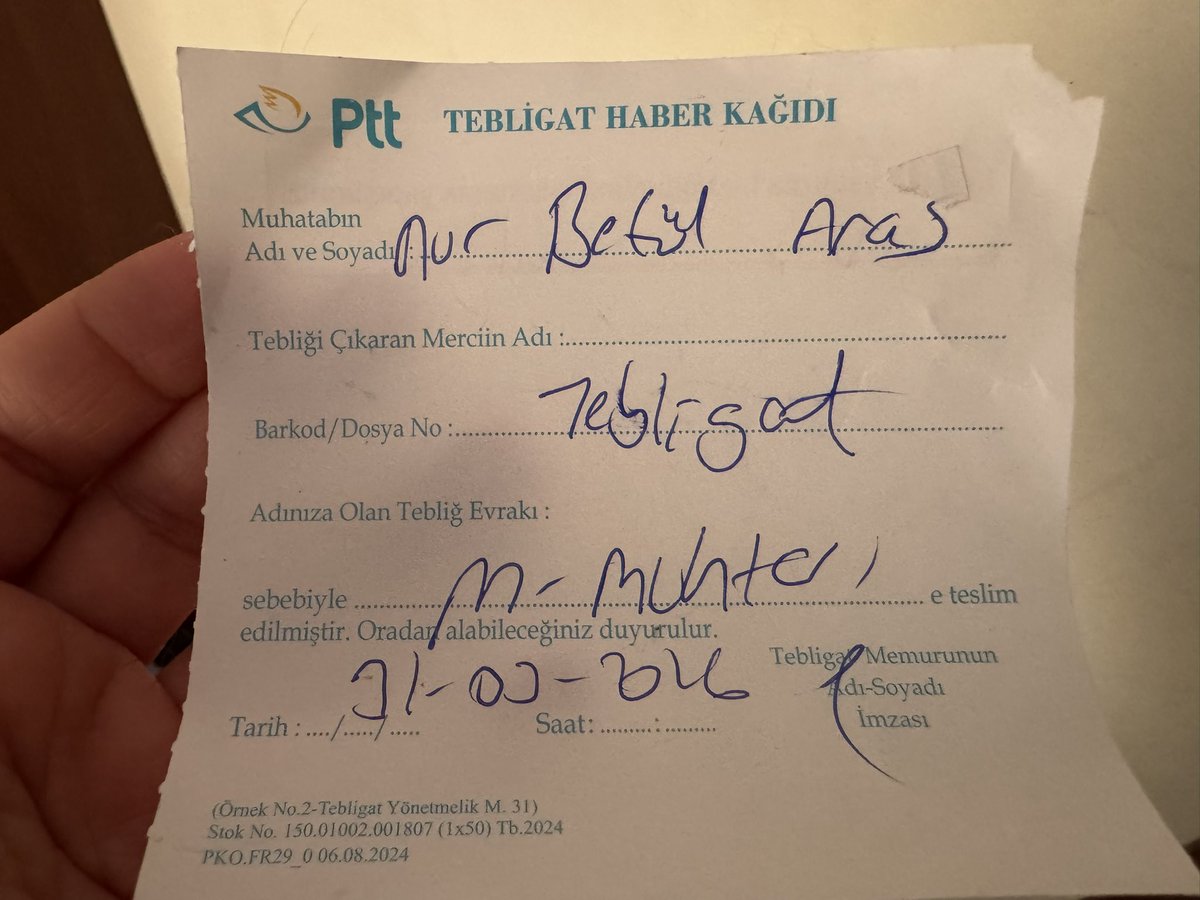 Ptt TEBLİGAT HABER KAĞIDI
Muhatabın
Adı ve Soyadı : Nur Betül Aras
Tebliği Çıkaran Merciin Adı :
Barkod/Dosya No : Tebligat
Adınıza Olan Tebliğ Evrakı :
sebebiyle M- Muhter e teslim
edilmiştir. Oradan alabileceğiniz duyurulur.
Tebligat Memurunun
Adı-Soyadı
İmzası
Tarih : ..../...../..... Saat: ........:........
(Örnek No.2-Tebligat Yönetmelik M. 31)
Stok No. 150.01002.001807 (1x50) Tb.2024
PKO.FR29_0 06.08.2024